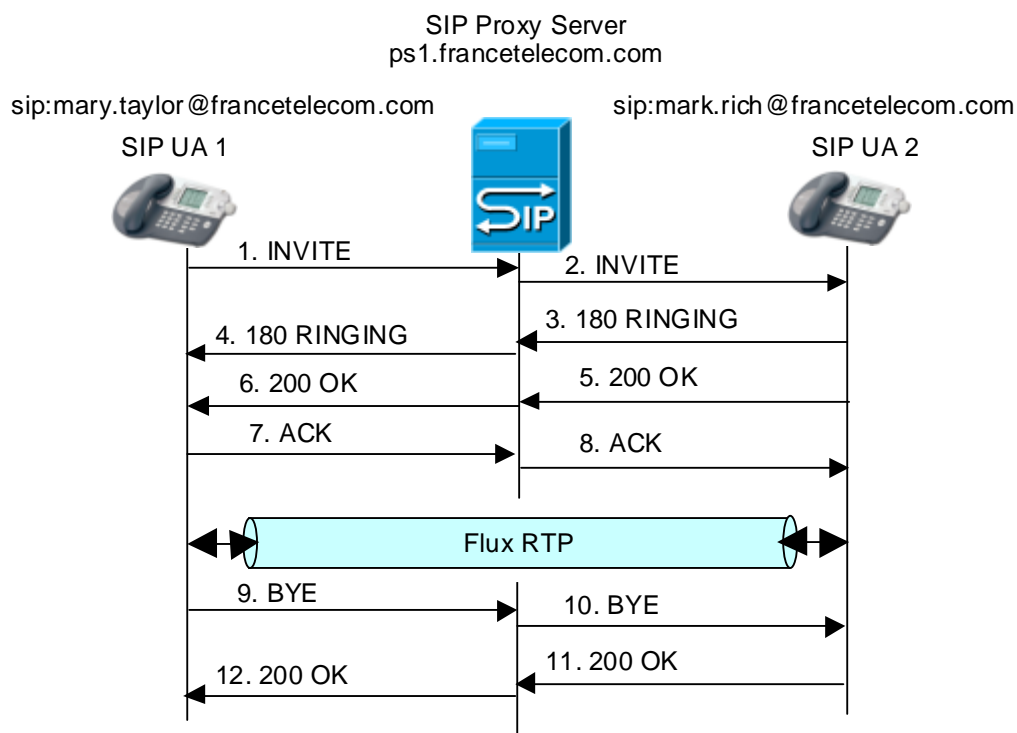 SIP Proxy Server
ps1.francetelecom.com
sip:mary.taylor@francetelecom.com
sip:mark.rich@francetelecom.com
SIP UA 1
SIP UA 2
SIP
1. INVITE
2. INVITE
3. 180 RINGING
4. 180 RINGING
5. 200 OK
6. 200 OK
7. ACK
8. ACK
Flux RTP
9. BYE
10. BYE
11. 200 OK
12. 200 OK